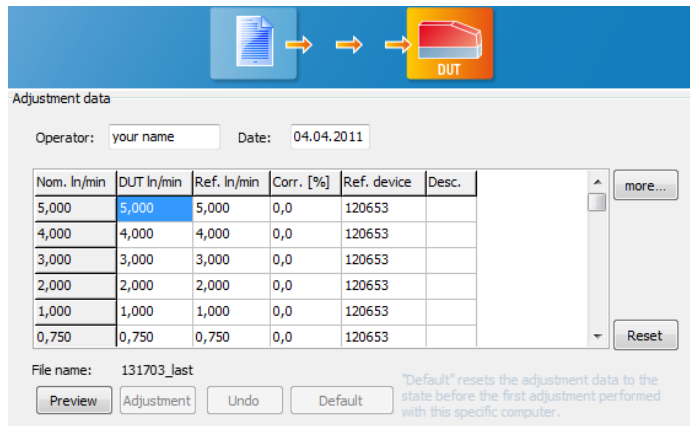 DUT
Adjustment data
Operator: your name Date: 04.04.2011
Nom. ln/min DUT ln/min Ref. ln/min Corr. [%] Ref. device Desc.
more...
5,000 5,000 5,000 0,0 120653
4,000 4,000 4,000 0,0 120653
3,000 3,000 3,000 0,0 120653
2,000 2,000 2,000 0,0 120653
1,000 1,000 1,000 0,0 120653
0,750 0,750 0,750 0,0 120653
Reset
File name: 131703_last
Preview Adjustment Undo Default
"Default" resets the adjustment data to the
state before the first adjustment performed
with this specific computer.